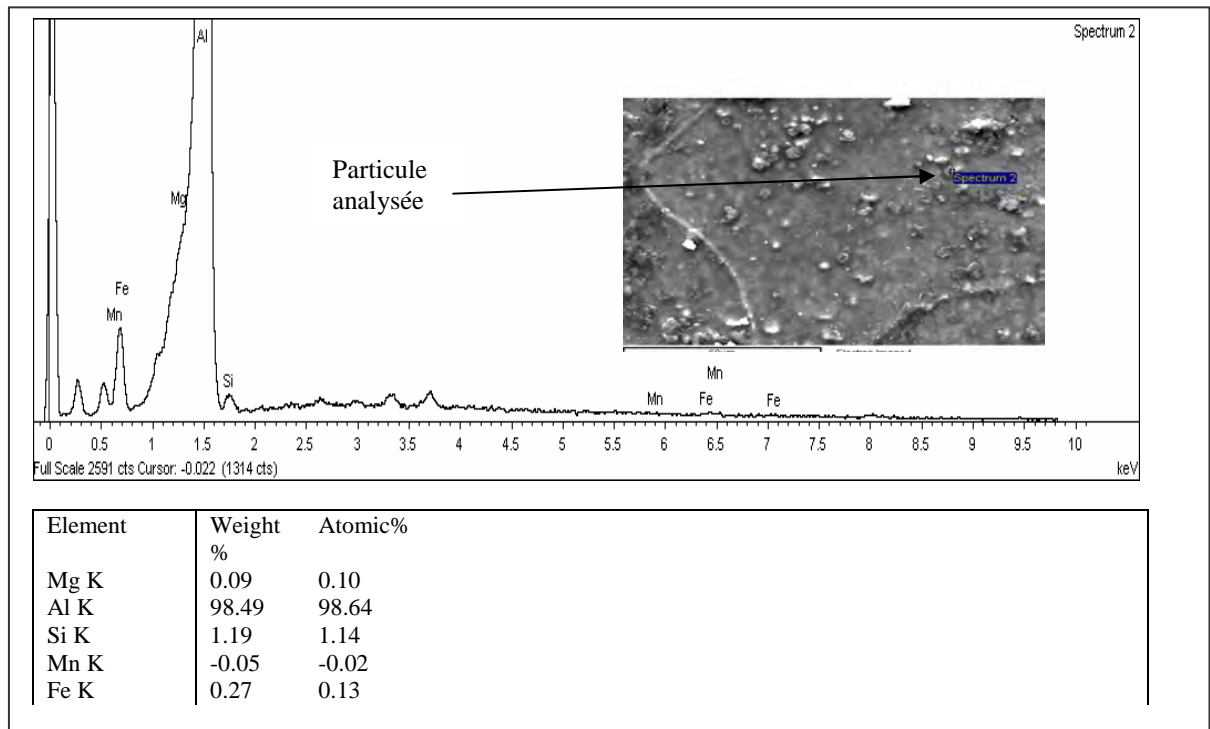 Spectrum 2
Al
Mg
Fe
Mn
Si
Particule
analysée
Spectrum 2
Mn
Mn Fe Fe
0 0.5 1 1.5 2 2.5 3 3.5 4 4.5 5 5.5 6 6.5 7 7.5 8 8.5 9 9.5 10
Full Scale 2591 cts Cursor: -0.022 (1314 cts) keV
Element Weight Atomic%
%
Mg K 0.09 0.10
Al K 98.49 98.64
Si K 1.19 1.14
Mn K -0.05 -0.02
Fe K 0.27 0.13